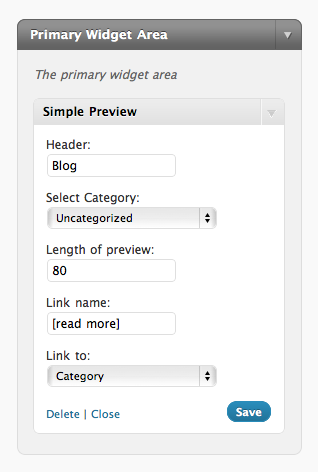 Primary Widget Area
The primary widget area
Simple Preview
Header:
Blog
Select Category:
Uncategorized
Length of preview:
80
Link name:
[read more]
Link to:
Category
Delete | Close
Save